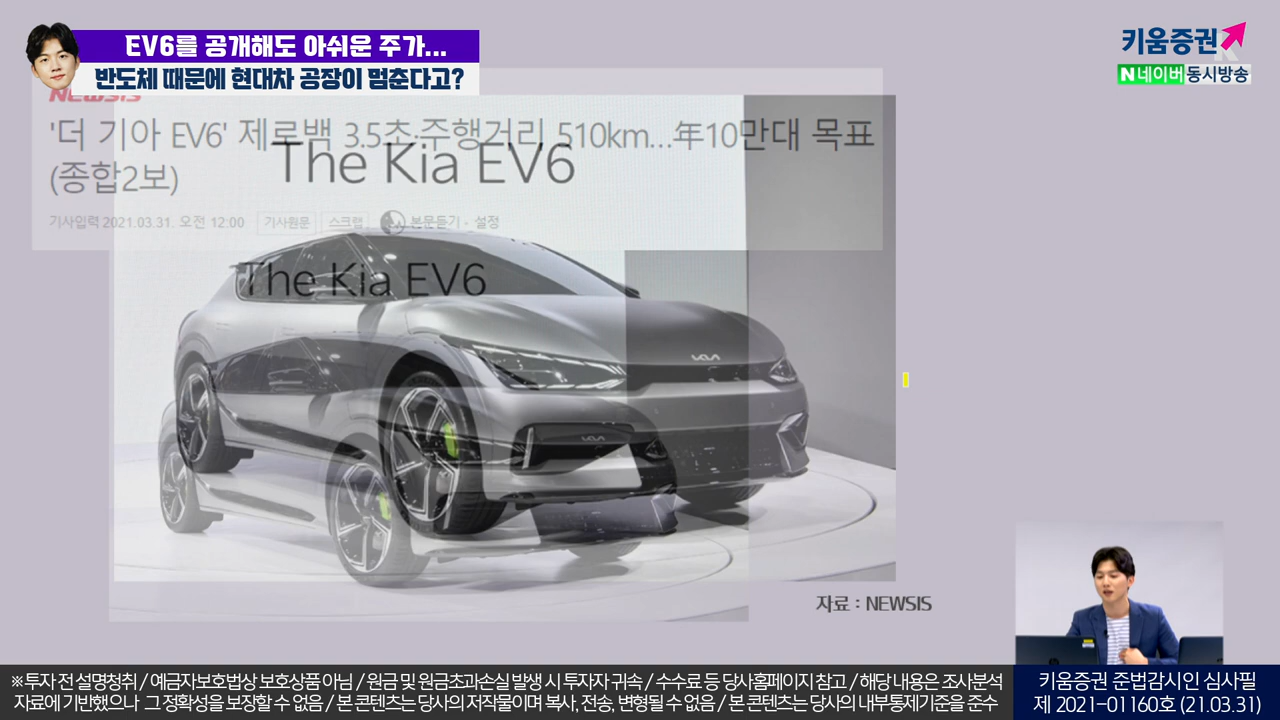 EV6를 공개해도 아쉬운 주가...
반도체 때문에 현대차 공장이 멈춘다고?
키움증권
N 네이버 동시방송
NEWSIS
'더 기아 EV6' 제로백 3.5초·주행거리 510km…年10만대 목표
(종합2보)
The Kia EV6
기사입력 2021.03.31. 오전 12:00 기사원문 스크랩 본문듣기 · 설정
The Kia EV6
KIA
KIA
자료 : NEWSIS
※투자 전 설명청취 / 예금자보호법상 보호상품 아님 / 원금 및 원금초과손실 발생 시 투자자 귀속 / 수수료 등 당사홈페이지 참고 / 해당 내용은 조사분석
자료에 기반했으나 그 정확성을 보장할 수 없음 / 본 콘텐츠는 당사의 저작물이며 복사, 전송, 변형될 수 없음 / 본 콘텐츠는 당사의 내부통제기준을 준수
키움증권 준법감시인 심사필
제 2021-01160호 (21.03.31)